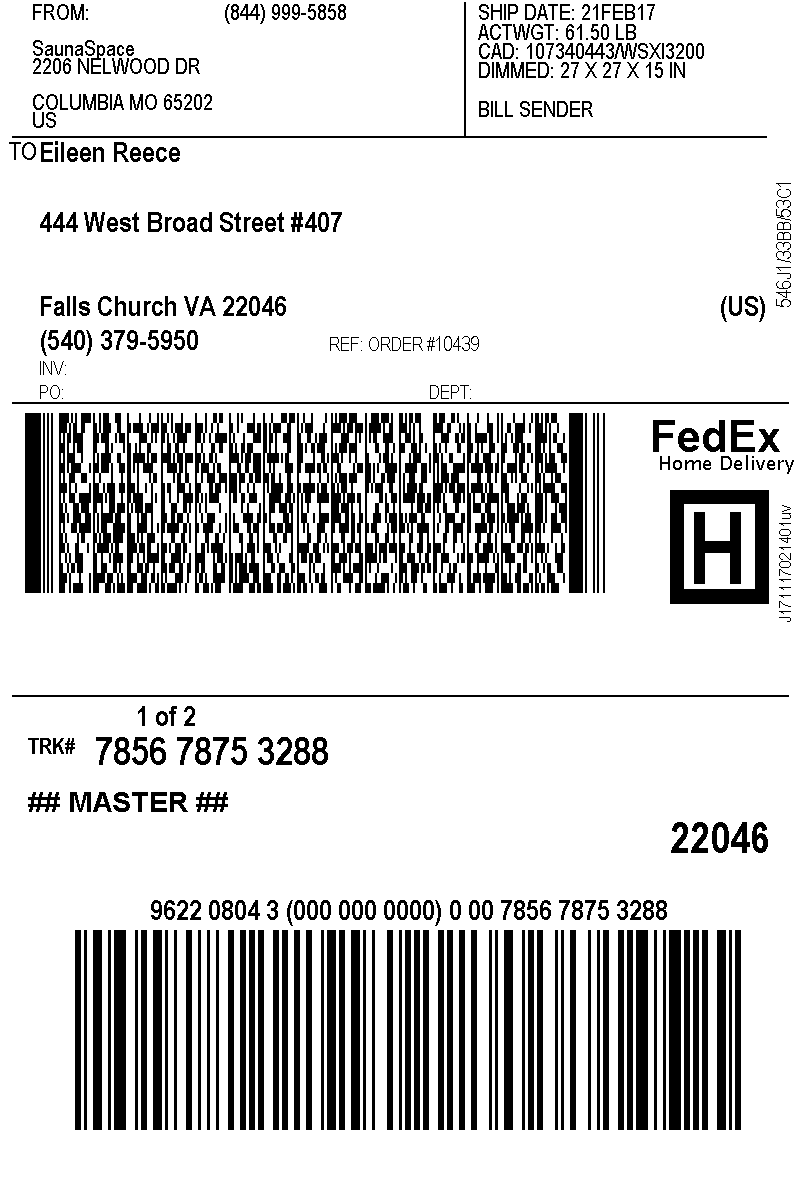 FROM: (844) 999-5858
SaunaSpace
2206 NELWOOD DR
COLUMBIA MO 65202
US
SHIP DATE: 21FEB17
ACTWGT: 61.50 LB
CAD: 107340443/WSXI3200
DIMMED: 27 X 27 X 15 IN
BILL SENDER
TO Eileen Reece
444 West Broad Street #407
Falls Church VA 22046 (US)
(540) 379-5950 REF: ORDER #10439
INV:
PO: DEPT:
546J1/33BB/53C1
FedEx
Home Delivery
H
J171117021401uv
1 of 2
TRK# 7856 7875 3288
## MASTER ##
22046
9622 0804 3 (000 000 0000) 0 00 7856 7875 3288